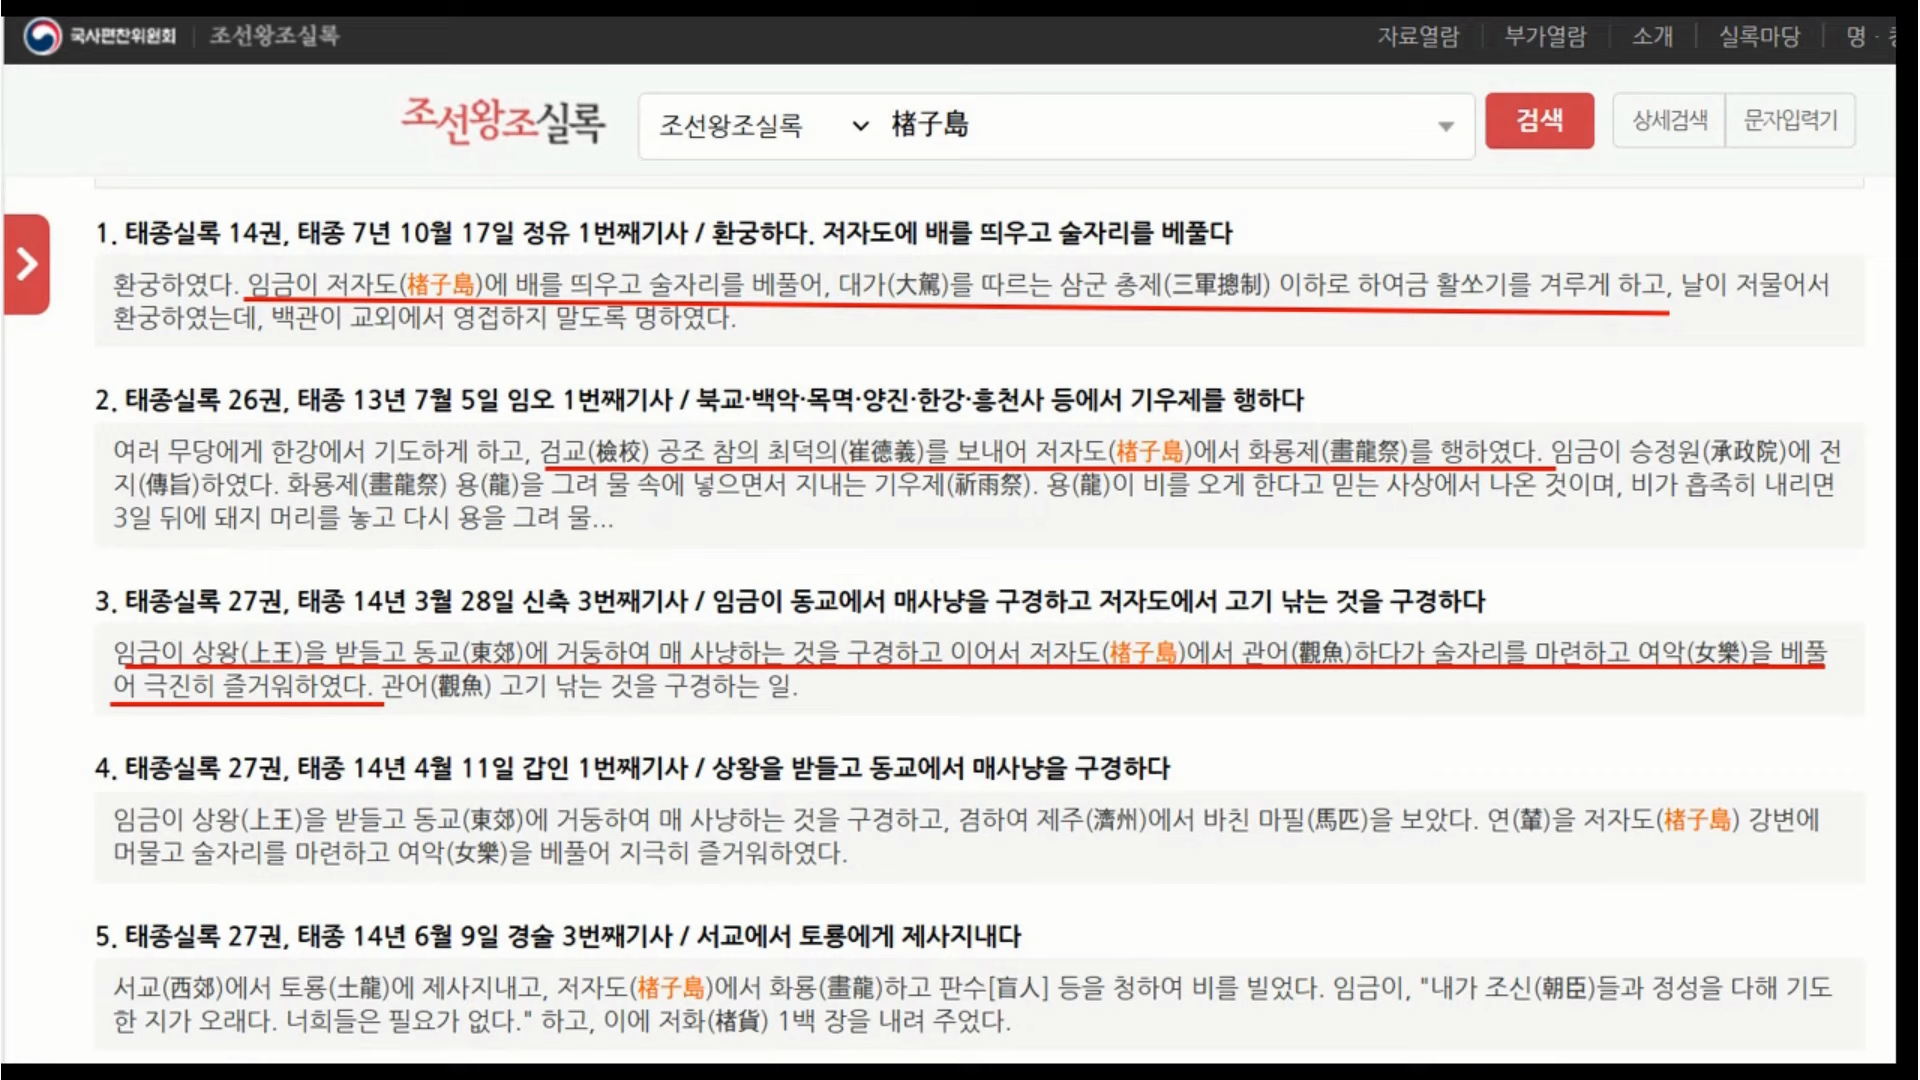 국사편찬위원회 조선왕조실록 자료열람 부가열람 소개 실록마당 명 ·
조선왕조실록 조선왕조실록 楮子島 검색 상세검색 문자입력기
1. 태종실록 14권, 태종 7년 10월 17일 정유 1번째기사 / 환궁하다. 저자도에 배를 띄우고 술자리를 베풀다
환궁하였다. 임금이 저자도(楮子島)에 배를 띄우고 술자리를 베풀어, 대가(大駕)를 따르는 삼군 총제(三軍摠制) 이하로 하여금 활쏘기를 겨루게 하고, 날이 저물어서
환궁하였는데, 백관이 교외에서 영접하지 말도록 명하였다.
2. 태종실록 26권, 태종 13년 7월 5일 임오 1번째기사 / 북교·백악·목멱·양진·한강·흥천사 등에서 기우제를 행하다
여러 무당에게 한강에서 기도하게 하고, 검교(檢校) 공조 참의 최덕의(崔德義)를 보내어 저자도(楮子島)에서 화룡제(畫龍祭)를 행하였다. 임금이 승정원(承政院)에 전
지(傳旨)하였다. 화룡제(畫龍祭) 용(龍)을 그려 물 속에 넣으면서 지내는 기우제(祈雨祭). 용(龍)이 비를 오게 한다고 믿는 사상에서 나온 것이며, 비가 흡족히 내리면
3일 뒤에 돼지 머리를 놓고 다시 용을 그려 물...
3. 태종실록 27권, 태종 14년 3월 28일 신축 3번째기사 / 임금이 동교에서 매사냥을 구경하고 저자도에서 고기 낚는 것을 구경하다
임금이 상왕(上王)을 받들고 동교(東郊)에 거둥하여 매 사냥하는 것을 구경하고 이어서 저자도(楮子島)에서 관어(觀魚)하다가 술자리를 마련하고 여악(女樂)을 베풀
어 극진히 즐거워하였다. 관어(觀魚) 고기 낚는 것을 구경하는 일.
4. 태종실록 27권, 태종 14년 4월 11일 갑인 1번째기사 / 상왕을 받들고 동교에서 매사냥을 구경하다
임금이 상왕(上王)을 받들고 동교(東郊)에 거둥하여 매 사냥하는 것을 구경하고, 겸하여 제주(濟州)에서 바친 마필(馬匹)을 보았다. 연(輦)을 저자도(楮子島) 강변에
머물고 술자리를 마련하고 여악(女樂)을 베풀어 지극히 즐거워하였다.
5. 태종실록 27권, 태종 14년 6월 9일 경술 3번째기사 / 서교에서 토룡에게 제사지내다
서교(西郊)에서 토룡(土龍)에 제사지내고, 저자도(楮子島)에서 화룡(畫龍)하고 판수[盲人] 등을 청하여 비를 빌었다. 임금이, "내가 조신(朝臣)들과 정성을 다해 기도
한 지가 오래다. 너희들은 필요가 없다." 하고, 이에 저화(楮貨) 1백 장을 내려 주었다.